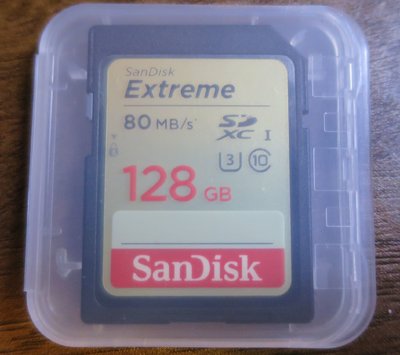 SanDisk
Extreme
80 MB/s*
SD
XC I
3 10
128 GB
SanDisk